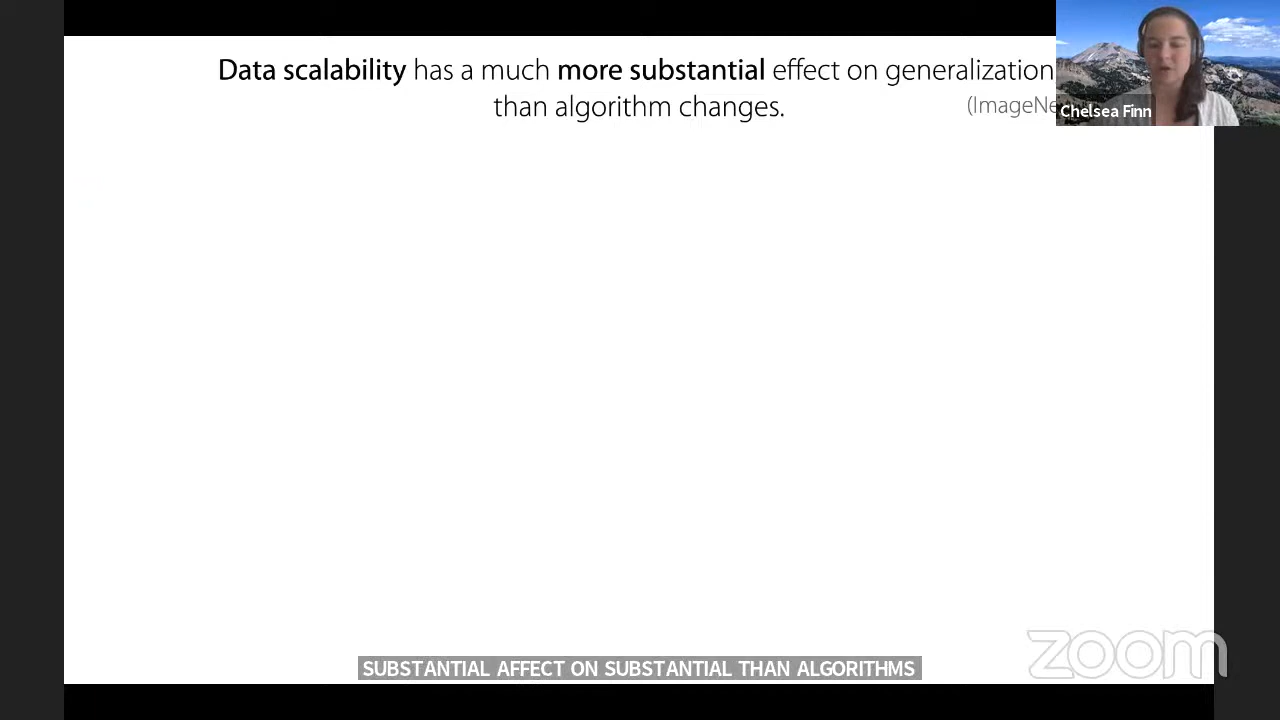 Data scalability has a much more substantial effect on generalization
than algorithm changes.
(ImageNe
Chelsea Finn
SUBSTANTIAL AFFECT ON SUBSTANTIAL THAN ALGORITHMS
zoom